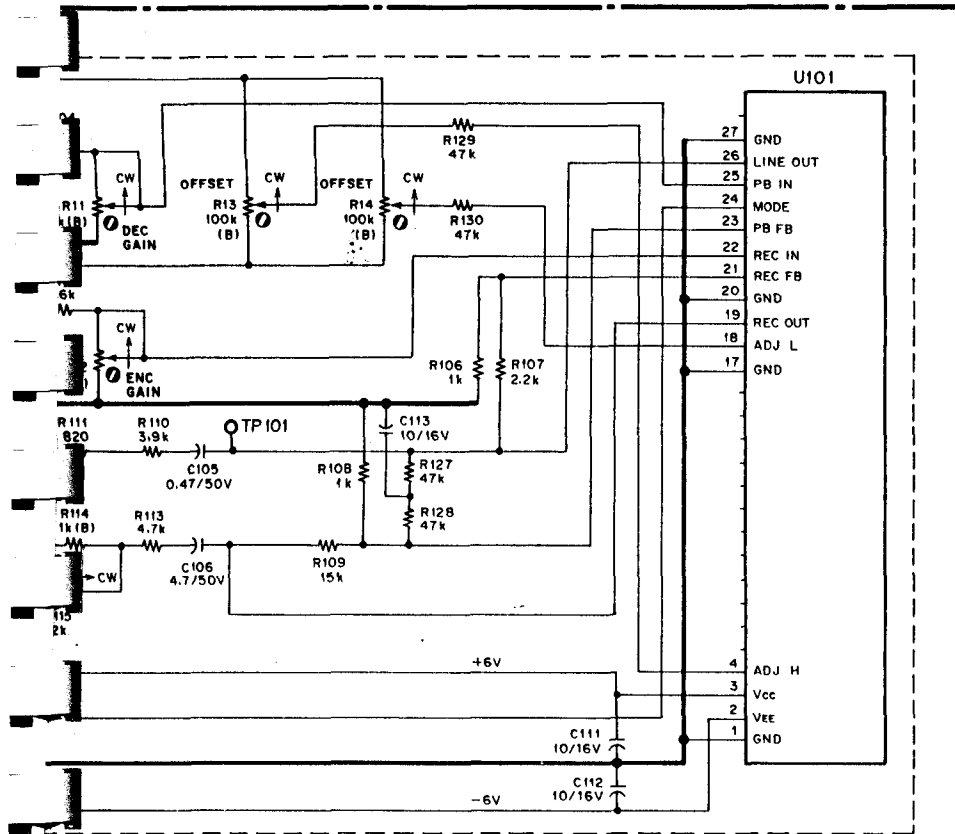 U101
27 GND
26 LINE OUT
25 PB IN
24 MODE
23 PB FB
22 REC IN
21 REC FB
20 GND
19 REC OUT
18 ADJ L
17 GND
4 ADJ H
3 Vcc
2 VEE
1 GND
R129
47k
CW
R11
k(B)
DEC
GAIN
OFFSET
R13
100k
(B)
OFFSET
R14
100k
(B)
CW
R130
47k
6k
CW
ENC
GAIN
R106
1k
R107
2.2k
R111
820
R110
3.9k
TP101
C105
0.47/50V
C113
10/16V
R108
1k
R127
47k
R128
47k
R114
1k(B)
R113
4.7k
C106
4.7/50V
R109
15k
CW
115
2k
+6V
C111
10/16V
C112
10/16V
-6V